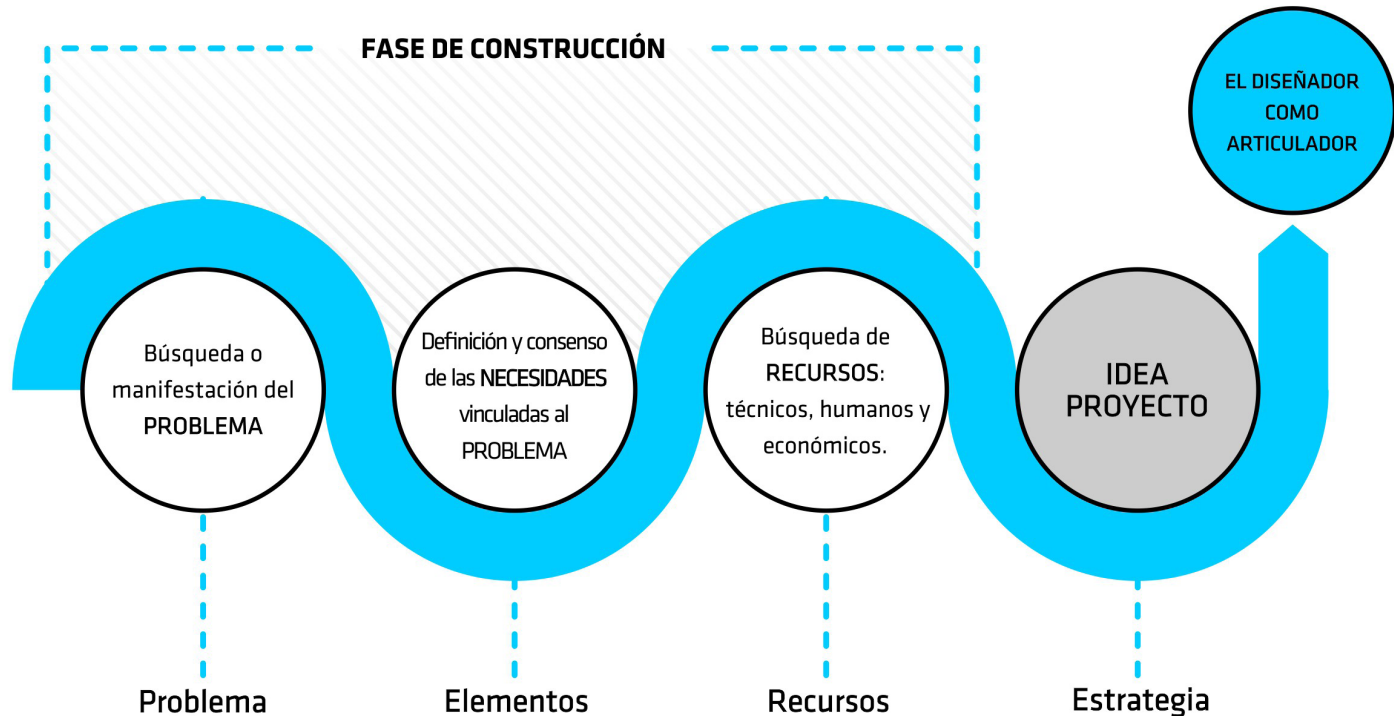 FASE DE CONSTRUCCIÓN
EL DISEÑADOR
COMO
ARTICULADOR
Búsqueda o
manifestación del
PROBLEMA
Definición y consenso
de las NECESIDADES
vinculadas al
PROBLEMA
Búsqueda de
RECURSOS:
técnicos, humanos y
económicos.
IDEA
PROYECTO
Problema
Elementos
Recursos
Estrategia